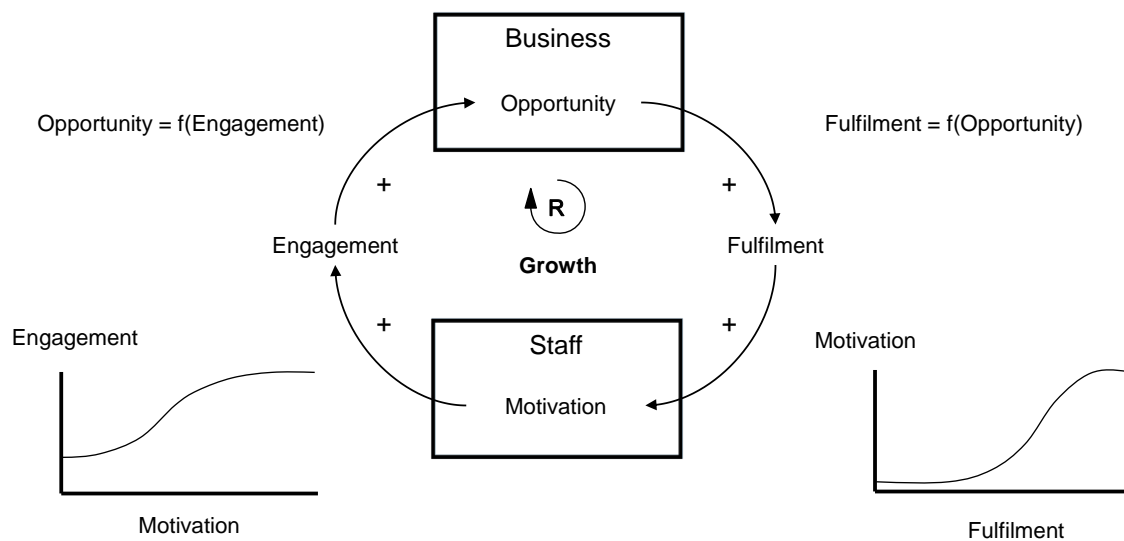 Business
Opportunity
Opportunity = f(Engagement)
Fulfilment = f(Opportunity)
+
+
R
Engagement
Fulfilment
Growth
+
+
Engagement
Staff
Motivation
Motivation
Motivation
Fulfilment